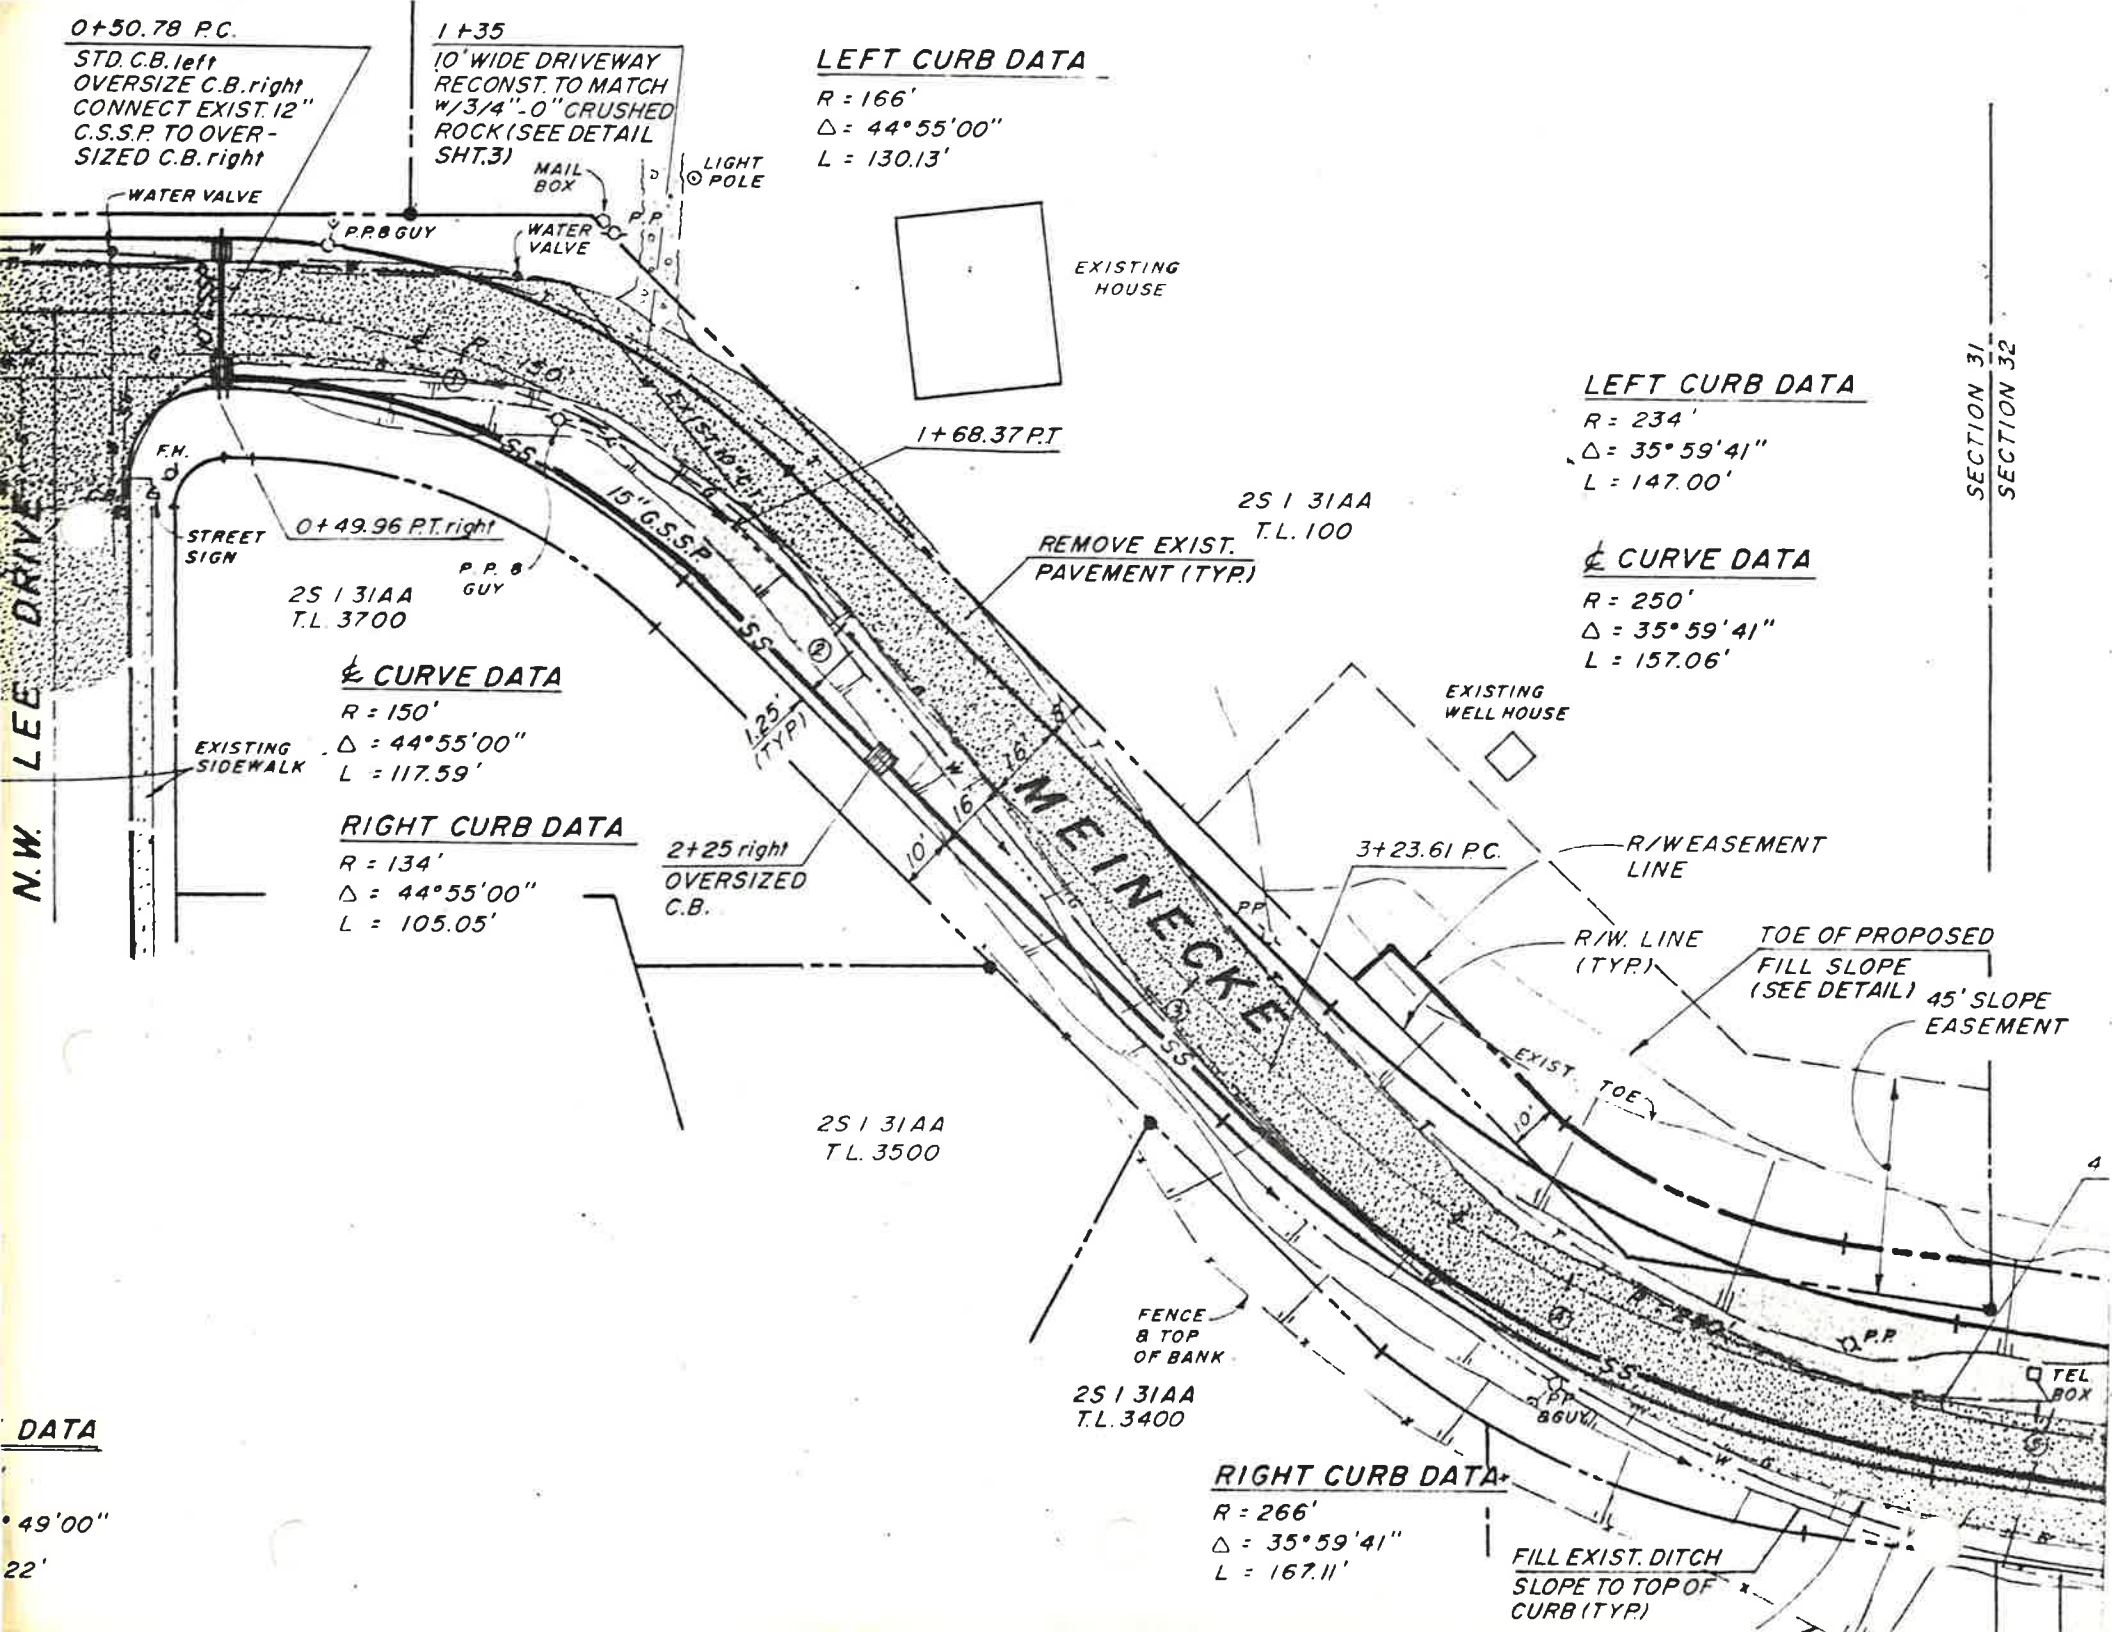 0+50.78 P.C.
STD. C.B. left
OVERSIZE C.B. right
CONNECT EXIST. 12"
C.S.S.P. TO OVER-
SIZED C.B. right
WATER VALVE
1+35
10' WIDE DRIVEWAY
RECONST. TO MATCH
W/3/4"-0" CRUSHED
ROCK (SEE DETAIL
SHT.3)
MAIL
BOX
LIGHT
POLE
P.P.
P.P. & GUY
WATER
VALVE
LEFT CURB DATA
R = 166'
Δ = 44°55'00"
L = 130.13'
EXISTING
HOUSE
SECTION 31
SECTION 32
LEFT CURB DATA
R = 234'
Δ = 35°59'41"
L = 147.00'
℄ CURVE DATA
R = 250'
Δ = 35°59'41"
L = 157.06'
1+68.37 P.T.
2S 1 31AA
T.L. 100
REMOVE EXIST.
PAVEMENT (TYP.)
F.H.
STREET
SIGN
0+49.96 P.T. right
P.P. &
GUY
SS
15" G.S.S.P.
SS
2S 1 31AA
T.L. 3700
N.W. LEE DRIVE
℄ CURVE DATA
R = 150'
Δ = 44°55'00"
L = 117.59'
EXISTING
SIDEWALK
RIGHT CURB DATA
R = 134'
Δ = 44°55'00"
L = 105.05'
1.25'
(TYP.)
2+25 right
OVERSIZED
C.B.
16'
16'
10'
MEINECKE
EXISTING
WELL HOUSE
3+23.61 P.C.
R/W EASEMENT
LINE
R/W. LINE
(TYP.)
TOE OF PROPOSED
FILL SLOPE
(SEE DETAIL)
45' SLOPE
EASEMENT
P.P.
SS
EXIST. TOE
10'
4
2S 1 31AA
T.L. 3500
FENCE
& TOP
OF BANK
2S 1 31AA
T.L. 3400
SS
P.P.
TEL
BOX
P.P.
& GUY
RIGHT CURB DATA
R = 266'
Δ = 35°59'41"
L = 167.11'
FILL EXIST. DITCH
SLOPE TO TOP OF
CURB (TYP.)
DATA
° 49'00"
22'